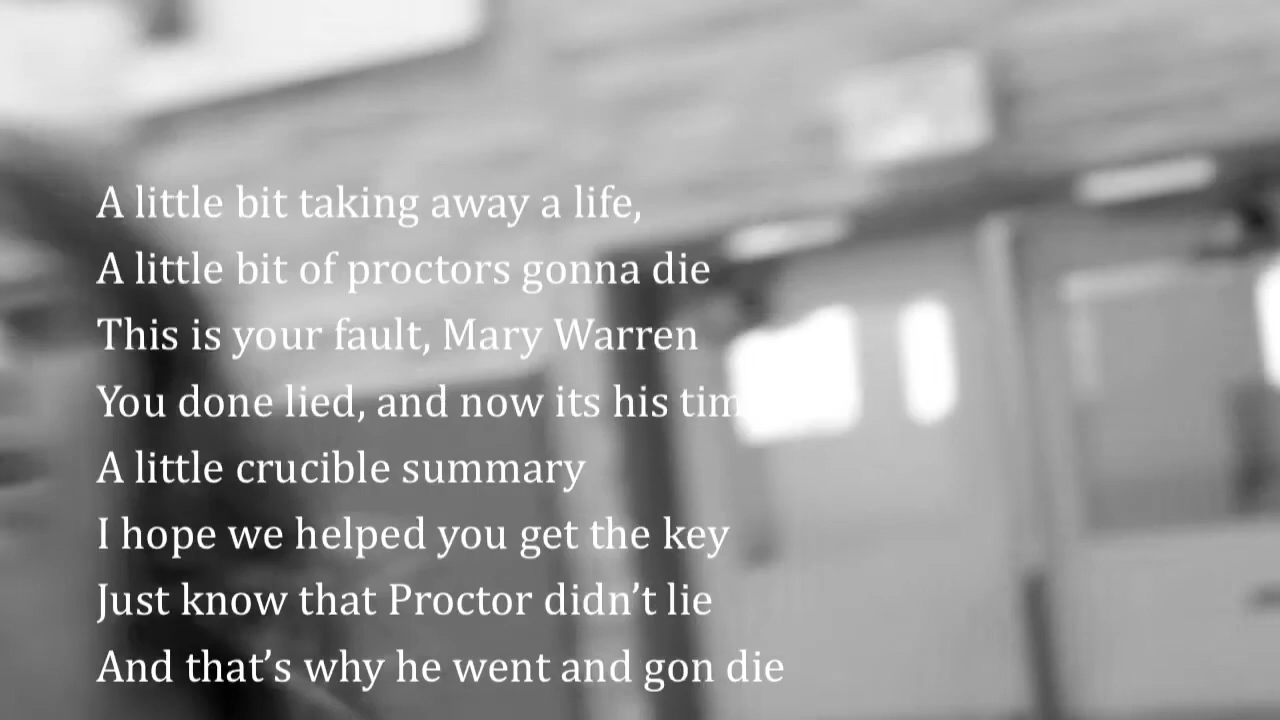 A little bit taking away a life,
A little bit of proctors gonna die
This is your fault, Mary Warren
You done lied, and now its his tim
A little crucible summary
I hope we helped you get the key
Just know that Proctor didn’t lie
And that’s why he went and gon die